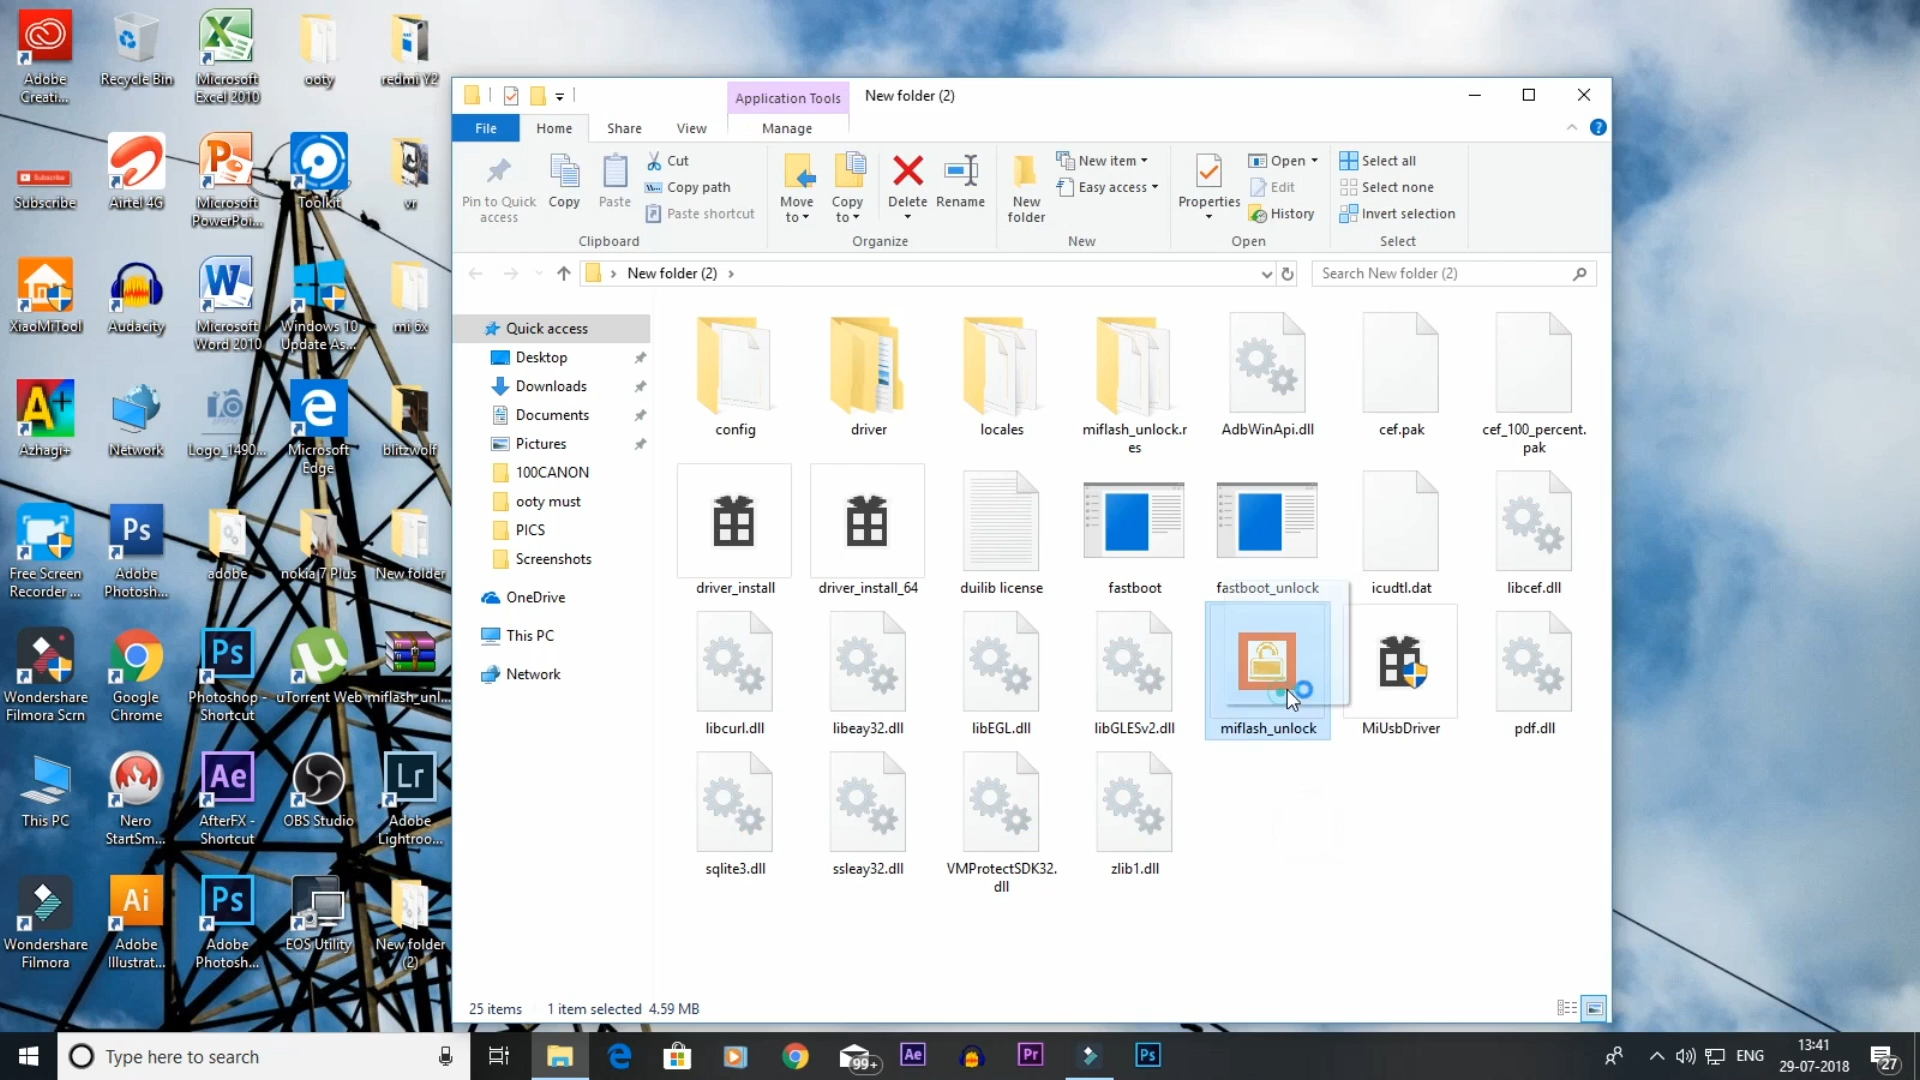 Adobe
Creati...
Recycle Bin
Microsoft
Excel 2010
ooty
redmi Y2
Subscribe
Subscribe
Airtel 4G
Microsoft
PowerPoi...
Toolkit
vr
XiaoMiTool
Audacity
Microsoft
Word 2010
Windows 10
Update As...
mi 6x
Azhagi+
Network
Logo_1490...
Microsoft
Edge
blitzwolf
Free Screen
Recorder ...
Adobe
Photosh...
adobe
nokia 7 Plus
New folder
Wondershare
Filmora Scrn
Google
Chrome
Photoshop -
Shortcut
uTorrent Web
miflash_unl...
This PC
Nero
StartSm...
AfterFX -
Shortcut
OBS Studio
Adobe
Lightroo...
Wondershare
Filmora
Adobe
Illustrat...
Adobe
Photosh...
EOS Utility
New folder
(2)
Application Tools
New folder (2)
File
Home
Share
View
Manage
Pin to Quick
access
Copy
Paste
Cut
Copy path
Paste shortcut
Clipboard
Move
to
Copy
to
Delete
Rename
Organize
New
folder
New item
Easy access
New
Properties
Open
Edit
History
Open
Select all
Select none
Invert selection
Select
New folder (2)
Search New folder (2)
Quick access
Desktop
Downloads
Documents
Pictures
100CANON
ooty must
PICS
Screenshots
OneDrive
This PC
Network
config
driver
locales
miflash_unlock.r
es
AdbWinApi.dll
cef.pak
cef_100_percent.
pak
driver_install
driver_install_64
duilib license
fastboot
fastboot_unlock
icudtl.dat
libcef.dll
libcurl.dll
libeay32.dll
libEGL.dll
libGLESv2.dll
miflash_unlock
MiUsbDriver
pdf.dll
sqlite3.dll
ssleay32.dll
VMProtectSDK32.
dll
zlib1.dll
25 items
1 item selected 4.59 MB
Type here to search
99+
Ae
Pr
Ps
ENG
13:41
29-07-2018
27